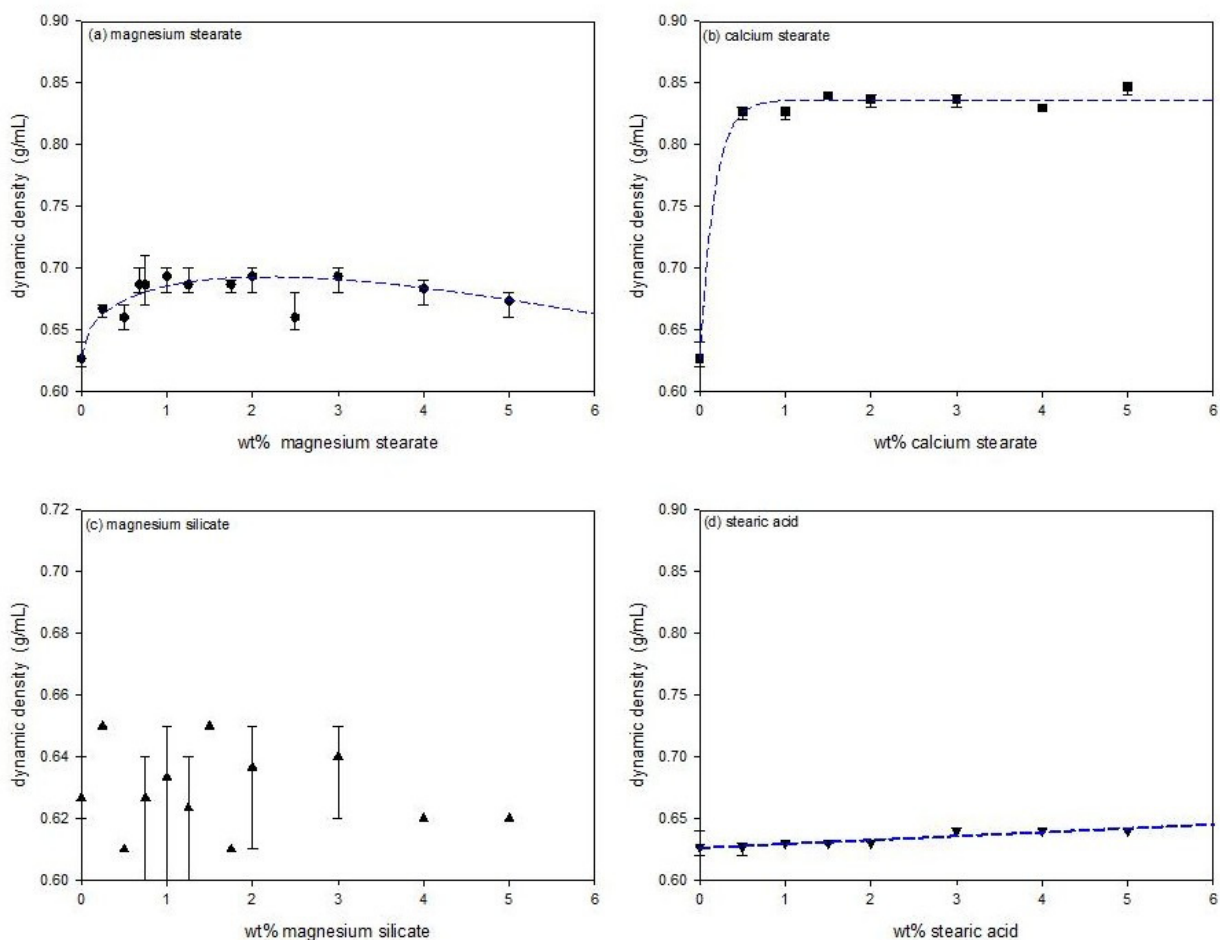 (a) magnesium stearate
0.90
0.85
0.80
0.75
0.70
0.65
0.60
dynamic density (g/mL)
0 1 2 3 4 5 6
wt% magnesium stearate
(b) calcium stearate
0.90
0.85
0.80
0.75
0.70
0.65
0.60
dynamic density (g/mL)
0 1 2 3 4 5 6
wt% calcium stearate
(c) magnesium silicate
0.72
0.70
0.68
0.66
0.64
0.62
0.60
dynamic density (g/mL)
0 1 2 3 4 5 6
wt% magnesium silicate
(d) stearic acid
0.90
0.85
0.80
0.75
0.70
0.65
0.60
dynamic density (g/mL)
0 1 2 3 4 5 6
wt% stearic acid